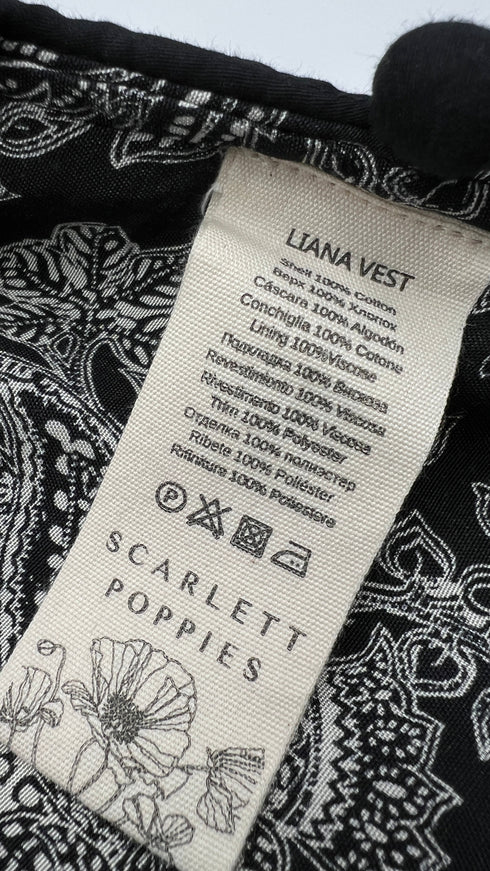 LIANA VEST
Shell 100% Cotton
Верх 100% Хлопок
Cáscara 100% Algodón
Conchiglia 100% Cotone
Lining 100%Viscose
Подкладка 100% Вискоза
Revestimiento 100% Viscosa
Rivestimento 100% Viscosa
Trim 100% Polyester
Отделка 100% полиэстер
Ribete 100% Poliéster
Rifiniture 100% Poliestere
P
SCARLETT
POPPIES